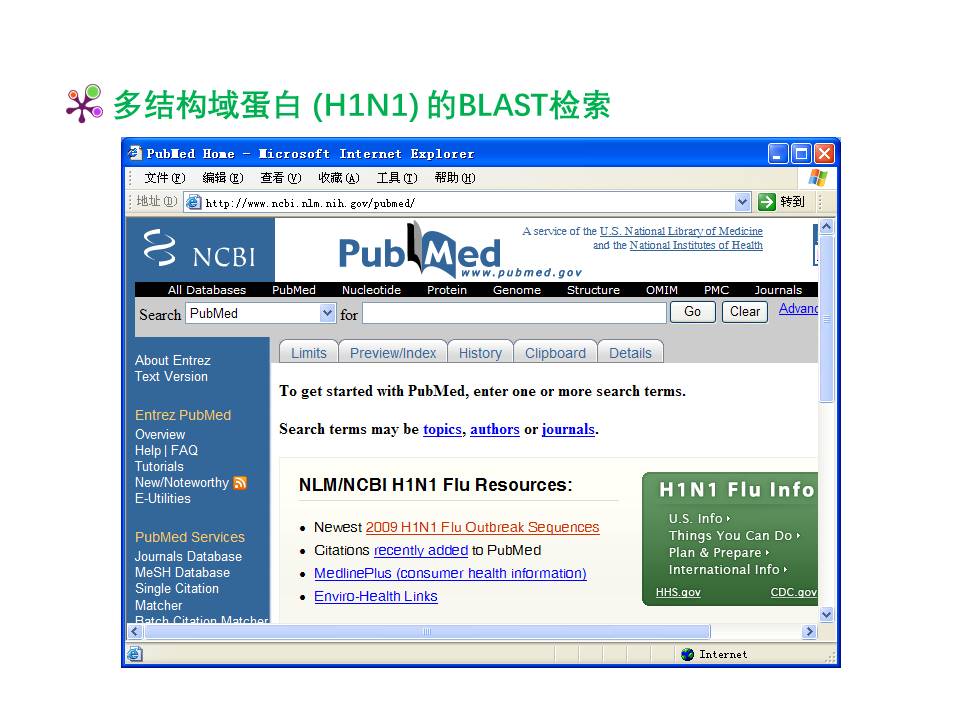 多结构域蛋白 (H1N1) 的BLAST检索
PubMed Home - Microsoft Internet Explorer
文件(F) 编辑(E) 查看(V) 收藏(A) 工具(T) 帮助(H)
地址(D) http://www.ncbi.nlm.nih.gov/pubmed/ 转到
NCBI
PubMed
www.pubmed.gov
A service of the U.S. National Library of Medicine
and the National Institutes of Health
All Databases PubMed Nucleotide Protein Genome Structure OMIM PMC Journals
Search PubMed for Go Clear Advanc
Limits Preview/Index History Clipboard Details
About Entrez
Text Version
Entrez PubMed
Overview
Help | FAQ
Tutorials
New/Noteworthy
E-Utilities
PubMed Services
Journals Database
MeSH Database
Single Citation
Matcher
Batch Citation Matcher
To get started with PubMed, enter one or more search terms.
Search terms may be topics, authors or journals.
NLM/NCBI H1N1 Flu Resources:
• Newest 2009 H1N1 Flu Outbreak Sequences
• Citations recently added to PubMed
• MedlinePlus (consumer health information)
• Enviro-Health Links
H1N1 Flu Info
U.S. Info
Things You Can Do
Plan & Prepare
International Info
HHS.gov CDC.gov
Internet